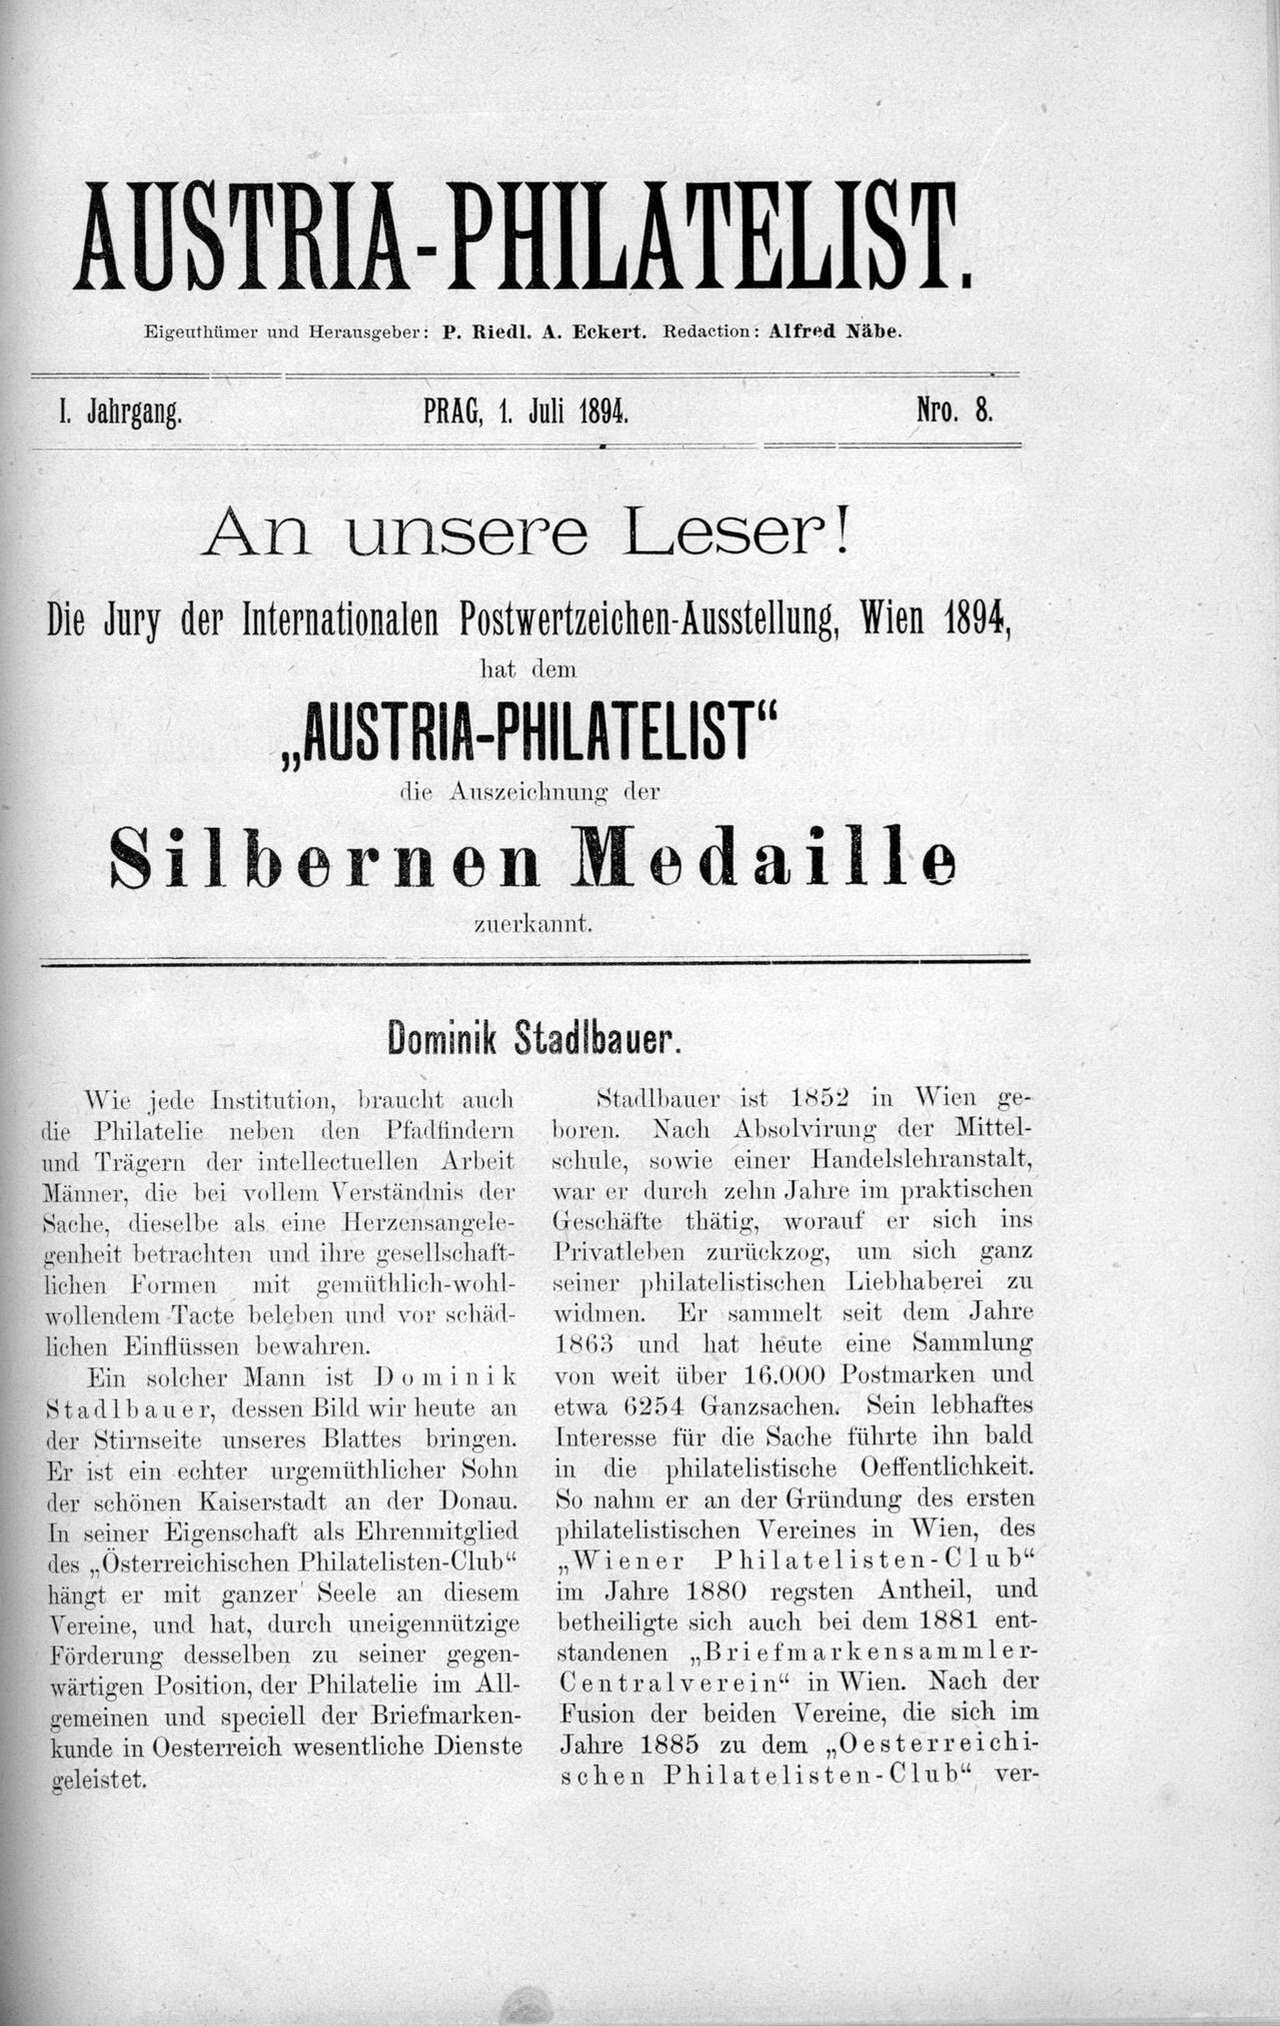 AUSTRIA-PHILATELIST.
Eigenthümer und Herausgeber: P. Riedl. A. Eckert. Redaction: Alfred Näbe.
I. Jahrgang. PRAG, 1. Juli 1894. Nro. 8.
An unsere Leser!
Die Jury der Internationalen Postwertzeichen-Ausstellung, Wien 1894,
hat dem
„AUSTRIA-PHILATELIST“
die Auszeichnung der
Silbernen Medaille
zuerkannt.
Dominik Stadlbauer.
Wie jede Institution, braucht auch
die Philatelie neben den Pfadfindern
und Trägern der intellectuellen Arbeit
Männer, die bei vollem Verständnis der
Sache, dieselbe als eine Herzensangele-
genheit betrachten und ihre gesellschaft-
lichen Formen mit gemüthlich-wohl-
wollendem Tacte beleben und vor schäd-
lichen Einflüssen bewahren.
Ein solcher Mann ist Dominik
Stadlbauer, dessen Bild wir heute an
der Stirnseite unseres Blattes bringen.
Er ist ein echter urgemüthlicher Sohn
der schönen Kaiserstadt an der Donau.
In seiner Eigenschaft als Ehrenmitglied
des „Österreichischen Philatelisten-Club“
hängt er mit ganzer Seele an diesem
Vereine, und hat, durch uneigennützige
Förderung desselben zu seiner gegen-
wärtigen Position, der Philatelie im All-
gemeinen und speciell der Briefmarken-
kunde in Oesterreich wesentliche Dienste
geleistet.
Stadlbauer ist 1852 in Wien ge-
boren. Nach Absolvirung der Mittel-
schule, sowie einer Handelslehranstalt,
war er durch zehn Jahre im praktischen
Geschäfte thätig, worauf er sich ins
Privatleben zurückzog, um sich ganz
seiner philatelistischen Liebhaberei zu
widmen. Er sammelt seit dem Jahre
1863 und hat heute eine Sammlung
von weit über 16.000 Postmarken und
etwa 6254 Ganzsachen. Sein lebhaftes
Interesse für die Sache führte ihn bald
in die philatelistische Oeffentlichkeit.
So nahm er an der Gründung des ersten
philatelistischen Vereines in Wien, des
„Wiener Philatelisten-Club“
im Jahre 1880 regsten Antheil, und
betheiligte sich auch bei dem 1881 ent-
standenen „Briefmarkensammler-
Centralverein“ in Wien. Nach der
Fusion der beiden Vereine, die sich im
Jahre 1885 zu dem „Oesterreichi-
schen Philatelisten-Club“ ver-